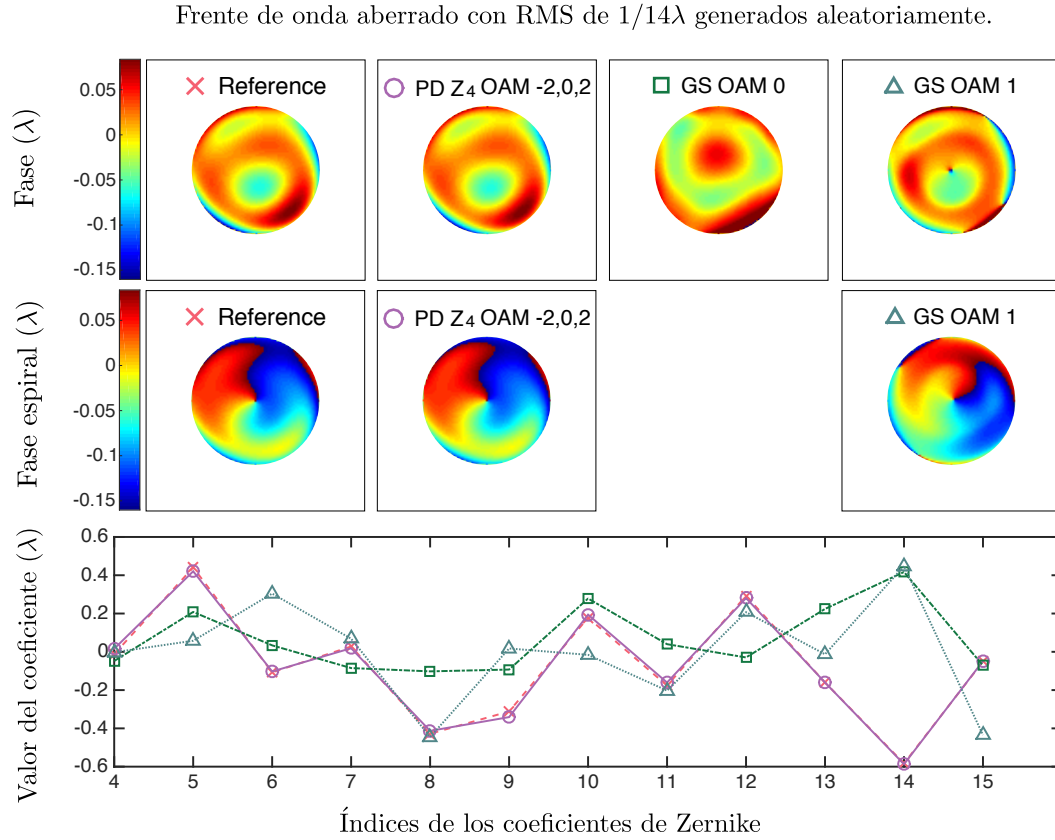 Frente de onda aberrado con RMS de 1/14λ generados aleatoriamente.
Fase (λ)
0.05
0
-0.05
-0.1
-0.15
Reference
PD Z4 OAM -2,0,2
GS OAM 0
GS OAM 1
Fase espiral (λ)
0.05
0
-0.05
-0.1
-0.15
Reference
PD Z4 OAM -2,0,2
GS OAM 1
Valor del coeficiente (λ)
0.6
0.4
0.2
0
-0.2
-0.4
-0.6
4 5 6 7 8 9 10 11 12 13 14 15
Índices de los coeficientes de Zernike